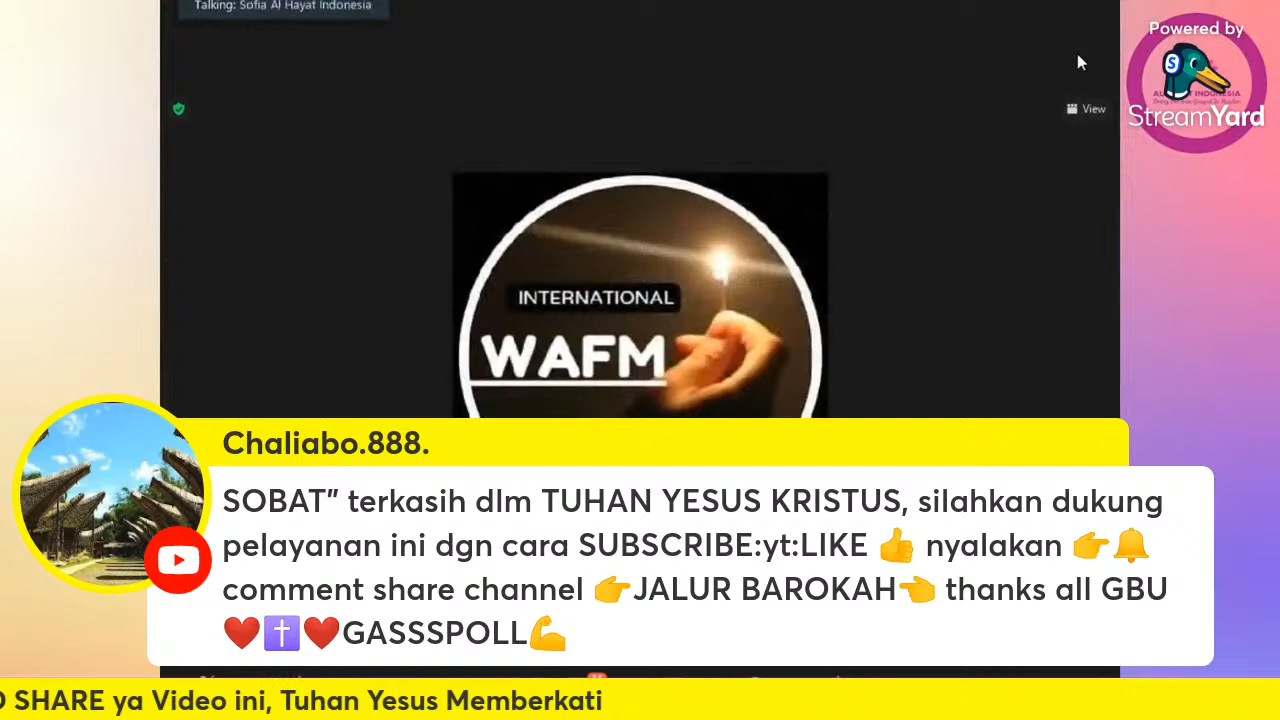 Talking: Sofia Al Hayat Indonesia
Powered by
StreamYard
View
INTERNATIONAL
WAFM
Chaliabo.888.
SOBAT” terkasih dlm TUHAN YESUS KRISTUS, silahkan dukung
pelayanan ini dgn cara SUBSCRIBE:yt:LIKE 👍 nyalakan 👉🔔
comment share channel 👉JALUR BAROKAH👈 thanks all GBU
❤️✝️❤️GASSSPOLL💪
SHARE ya Video ini, Tuhan Yesus Memberkati